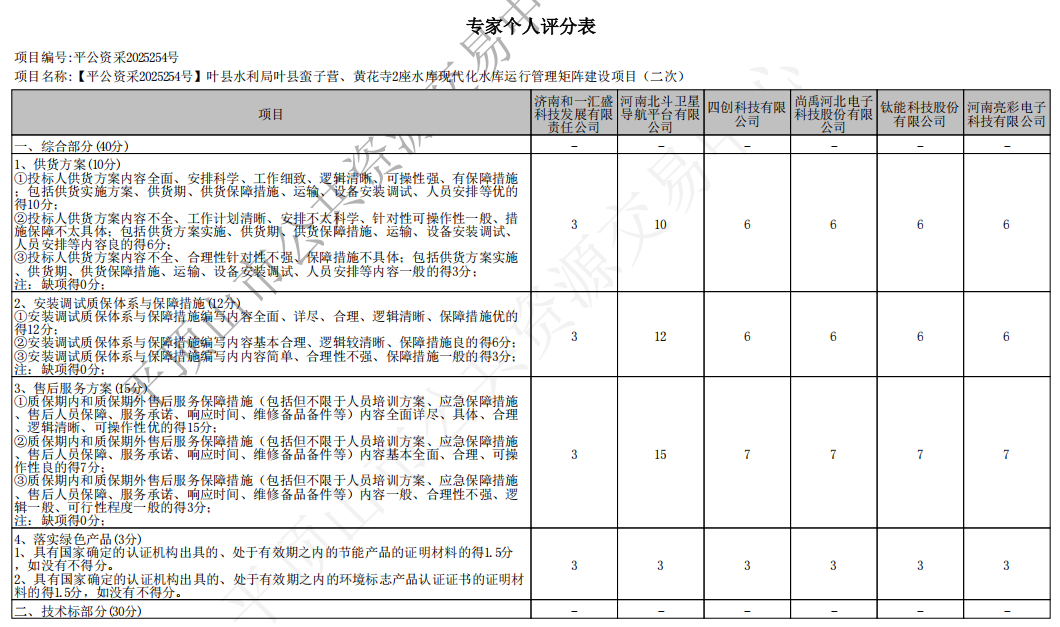 专家个人评分表
项目编号:平公资采2025254号
项目名称:【平公资采2025254号】叶县水利局叶县蛮子营、黄花寺2座水库现代化水库运行管理矩阵建设项目（二次）
项目
济南和一汇盛
科技发展有限
责任公司
河南北斗卫星
导航平台有限
公司
四创科技有限
公司
尚禹河北电子
科技股份有限
公司
钛能科技股份
有限公司
河南亮彩电子
科技有限公司
一、综合部分(40分) － － － － － －
1、供货方案(10分)
①投标人供货方案内容全面、安排科学、工作细致、逻辑清晰、可操性强、有保障措施
；包括供货实施方案、供货期、供货保障措施、运输、设备安装调试、人员安排等优的
得10分；
②投标人供货方案内容不全、工作计划清晰、安排不太科学、针对性可操作性一般、措
施保障不太具体；包括供货方案实施、供货期、供货保障措施、运输、设备安装调试、
人员安排等内容良的得6分；
③投标人供货方案内容不全、合理性针对性不强、保障措施不具体；包括供货方案实施
、供货期、供货保障措施、运输、设备安装调试、人员安排等内容一般的得3分；
注：缺项得0分；
3 10 6 6 6 6
2、安装调试质保体系与保障措施(12分)
①安装调试质保体系与保障措施编写内容全面、详尽、合理、逻辑清晰、保障措施优的
得12分；
②安装调试质保体系与保障措施编写内容基本合理、逻辑较清晰、保障措施良的得6分；
③安装调试质保体系与保障措施编写内内容简单、合理性不强、保障措施一般的得3分；
注：缺项得0分；
3 12 6 6 6 6
3、售后服务方案(15分)
①质保期内和质保期外售后服务保障措施（包括但不限于人员培训方案、应急保障措施
、售后人员保障、服务承诺、响应时间、维修备品备件等）内容全面详尽、具体、合理
、逻辑清晰、可操作性优的得15分；
②质保期内和质保期外售后服务保障措施（包括但不限于人员培训方案、应急保障措施
、售后人员保障、服务承诺、响应时间、维修备品备件等）内容基本全面、合理、可操
作性良的得7分；
③质保期内和质保期外售后服务保障措施（包括但不限于人员培训方案、应急保障措施
、售后人员保障、服务承诺、响应时间、维修备品备件等）内容一般、合理性不强、逻
辑一般、可行性程度一般的得3分；
注：缺项得0分；
3 15 7 7 7 7
4、落实绿色产品(3分)
1、具有国家确定的认证机构出具的、处于有效期之内的节能产品的证明材料的得1.5分
，如没有不得分。
2、具有国家确定的认证机构出具的、处于有效期之内的环境标志产品认证证书的证明材
料的得1.5分，如没有不得分。
3 3 3 3 3 3
二、技术标部分(30分) － － － － － －
平顶山市公共资源交易中
平顶山市公共资源交易中心